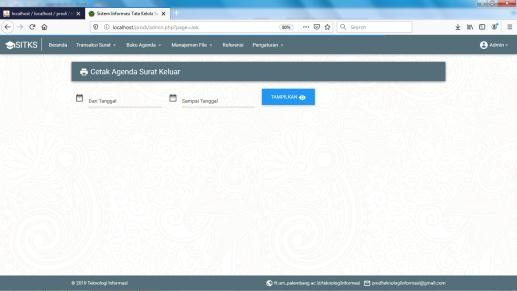 localhost / localhost / prodi /
Sistem Informasi Tata Kelola Su
localhost/prodi/admin.php?page=ask
80%
Search
SITKS
Beranda
Transaksi Surat
Buku Agenda
Manajemen File
Referensi
Pengaturan
Admin
Cetak Agenda Surat Keluar
Dari Tanggal
Sampai Tanggal
TAMPILKAN
© 2019 Teknologi Informasi
ft.um_palembang.ac.id/teknologiinformasi
prodteknologiinformasi@gmail.com